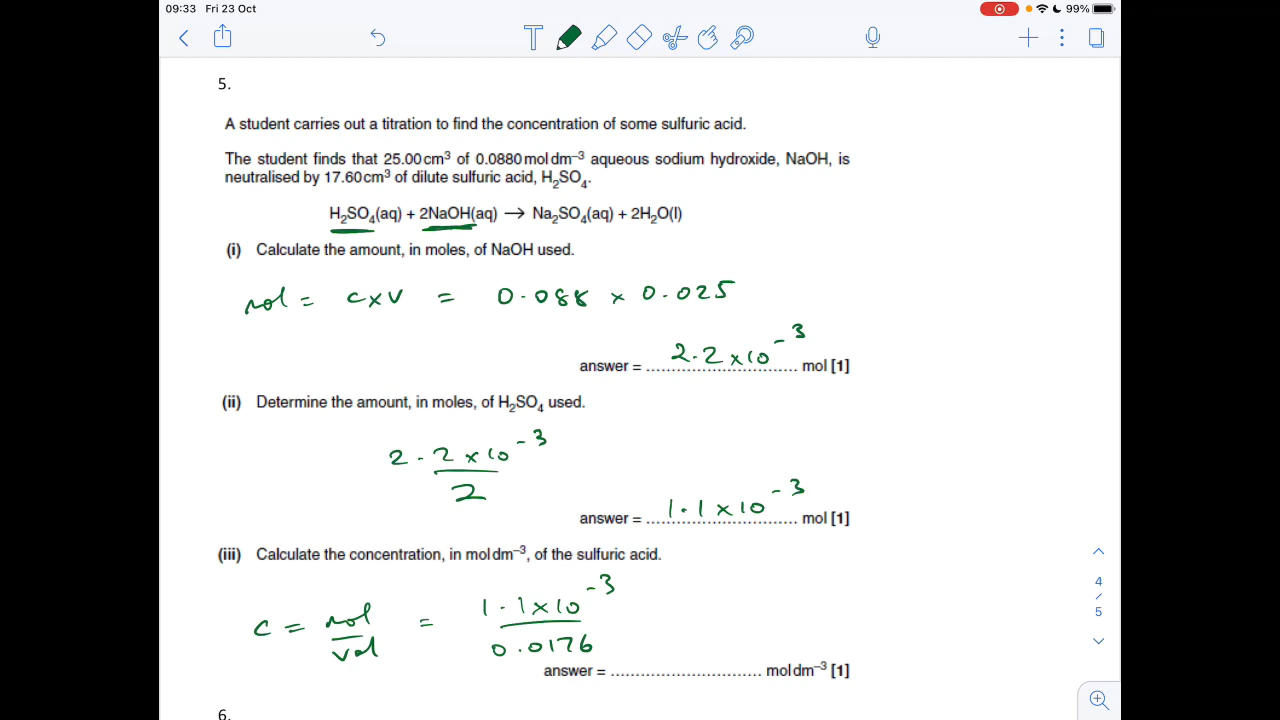 09:33 Fri 23 Oct 99%
T
5.
A student carries out a titration to find the concentration of some sulfuric acid.
The student finds that 25.00 cm³ of 0.0880 mol dm⁻³ aqueous sodium hydroxide, NaOH, is
neutralised by 17.60 cm³ of dilute sulfuric acid, H₂SO₄.
H₂SO₄(aq) + 2NaOH(aq) → Na₂SO₄(aq) + 2H₂O(l)
(i) Calculate the amount, in moles, of NaOH used.
mol = c x v = 0.088 x 0.025
2.2 x 10⁻³
answer = .............................. mol [1]
(ii) Determine the amount, in moles, of H₂SO₄ used.
2.2 x 10⁻³
2
1.1 x 10⁻³
answer = .............................. mol [1]
(iii) Calculate the concentration, in mol dm⁻³, of the sulfuric acid.
c = mol = 1.1 x 10⁻³
vol 0.0176
answer = .............................. mol dm⁻³ [1]
4
/
5
6.